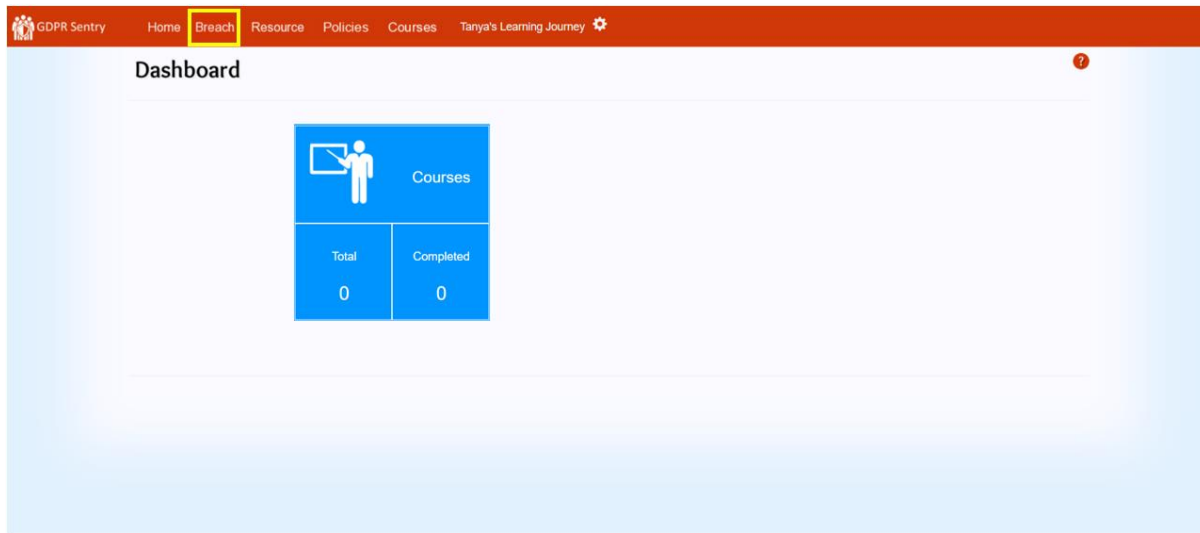 GDPR Sentry Home Breach Resource Policies Courses Tanya's Learning Journey
Dashboard ?
Courses
Total Completed
0 0